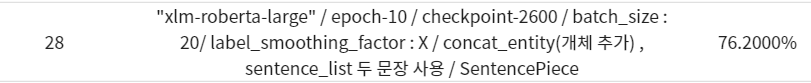 "xlm-roberta-large" / epoch-10 / checkpoint-2600 / batch_size :
28 20/ label_smoothing_factor : X / concat_entity(개체 추가) , 76.2000%
sentence_list 두 문장 사용 / SentencePiece